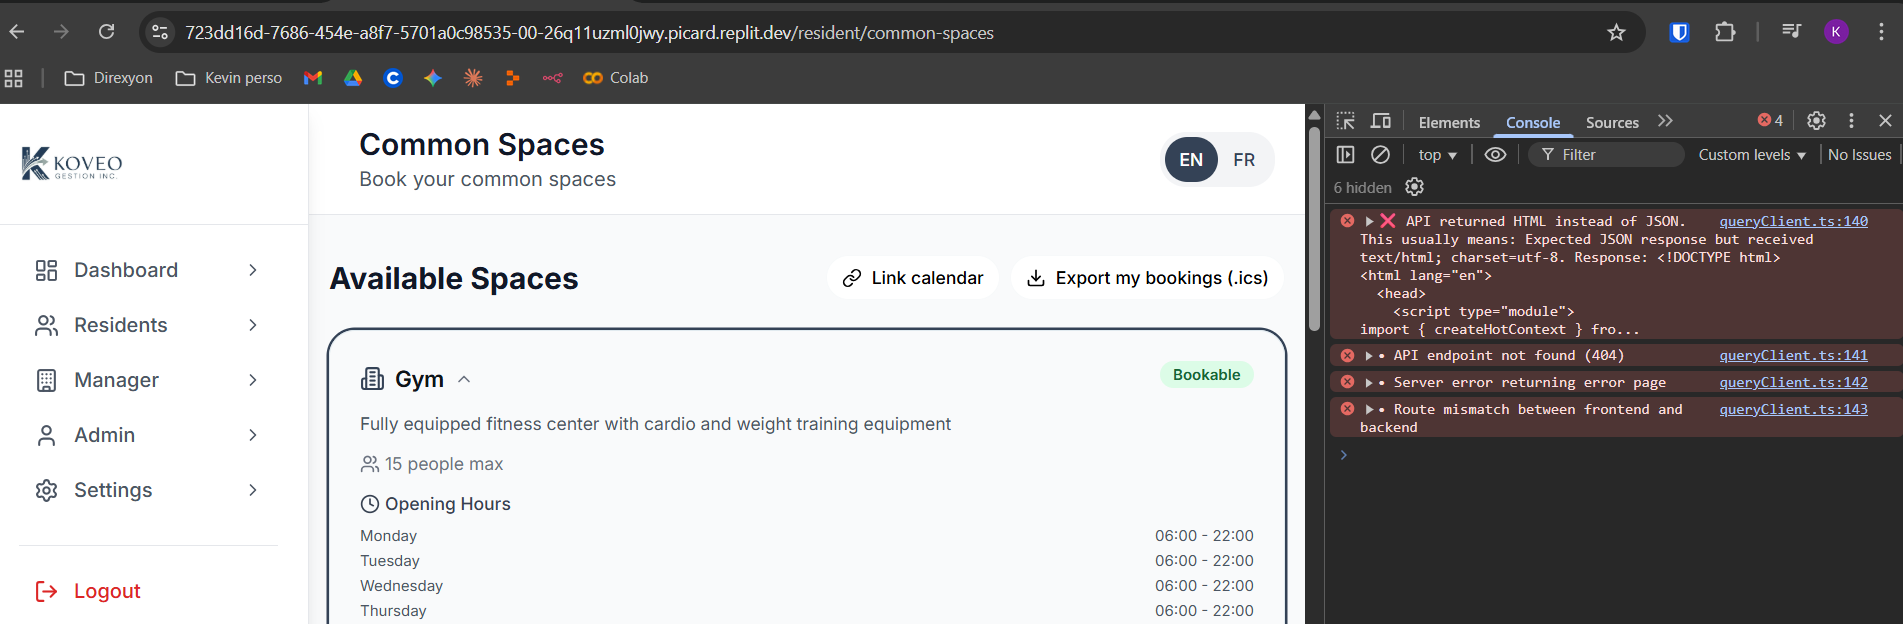 723dd16d-7686-454e-a8f7-5701a0c98535-00-26q11uzml0jwy.picard.replit.dev/resident/common-spaces
K
Direxyon
Kevin perso
Colab
KOVEO
GESTION INC.
Dashboard
Residents
Manager
Admin
Settings
Logout
Common Spaces
Book your common spaces
EN FR
Available Spaces
Link calendar
Export my bookings (.ics)
Gym
Bookable
Fully equipped fitness center with cardio and weight training equipment
15 people max
Opening Hours
Monday 06:00 - 22:00
Tuesday 06:00 - 22:00
Wednesday 06:00 - 22:00
Thursday 06:00 - 22:00
Elements Console Sources 4
top Filter Custom levels No Issues
6 hidden
❌ API returned HTML instead of JSON. queryClient.ts:140
This usually means: Expected JSON response but received
text/html; charset=utf-8. Response: <!DOCTYPE html>
<html lang="en">
<head>
<script type="module">
import { createHotContext } fro...
• API endpoint not found (404) queryClient.ts:141
• Server error returning error page queryClient.ts:142
• Route mismatch between frontend and queryClient.ts:143
backend